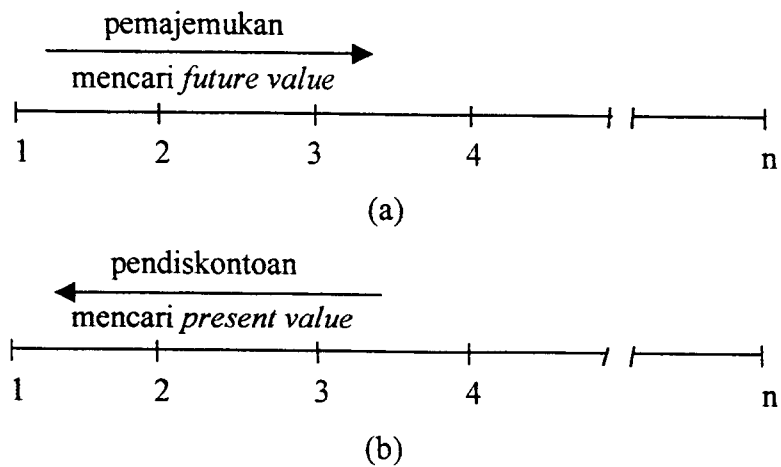 pemajemukan
mencari future value
1 2 3 4 n
(a)
pendiskontoan
mencari present value
1 2 3 4 n
(b)